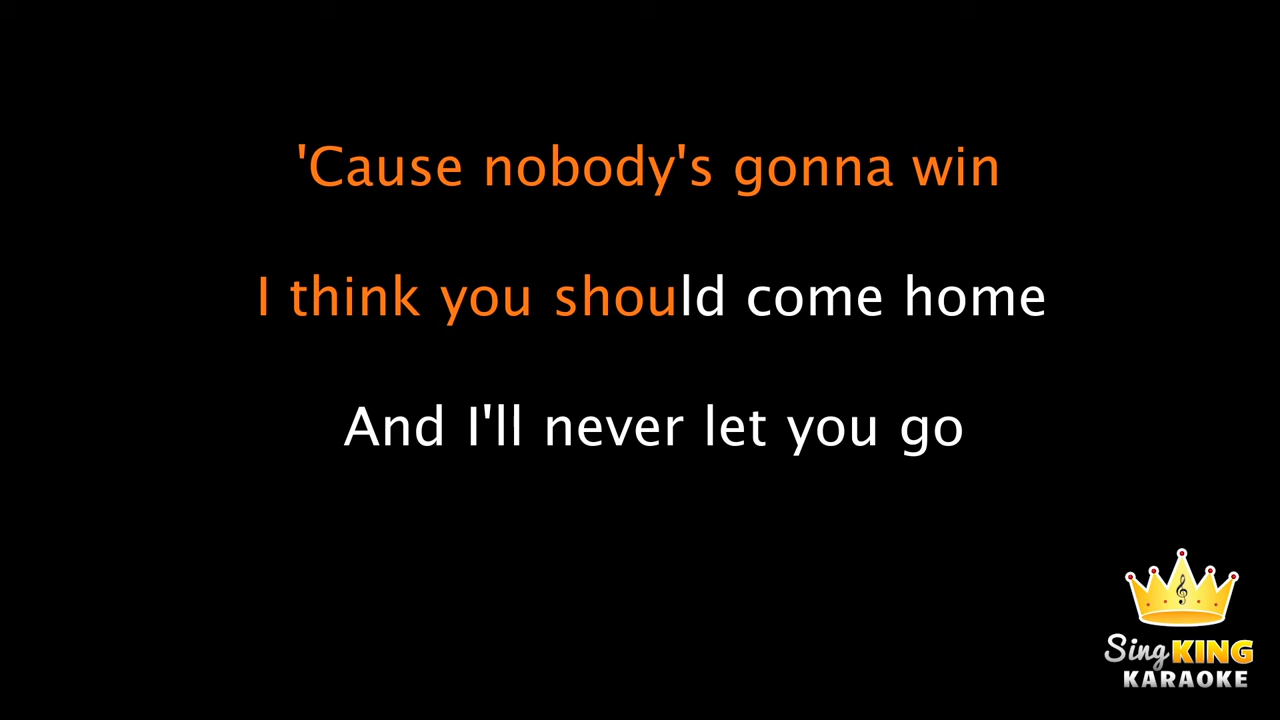 'Cause nobody's gonna win
I think you should come home
And I'll never let you go
Sing KING
KARAOKE